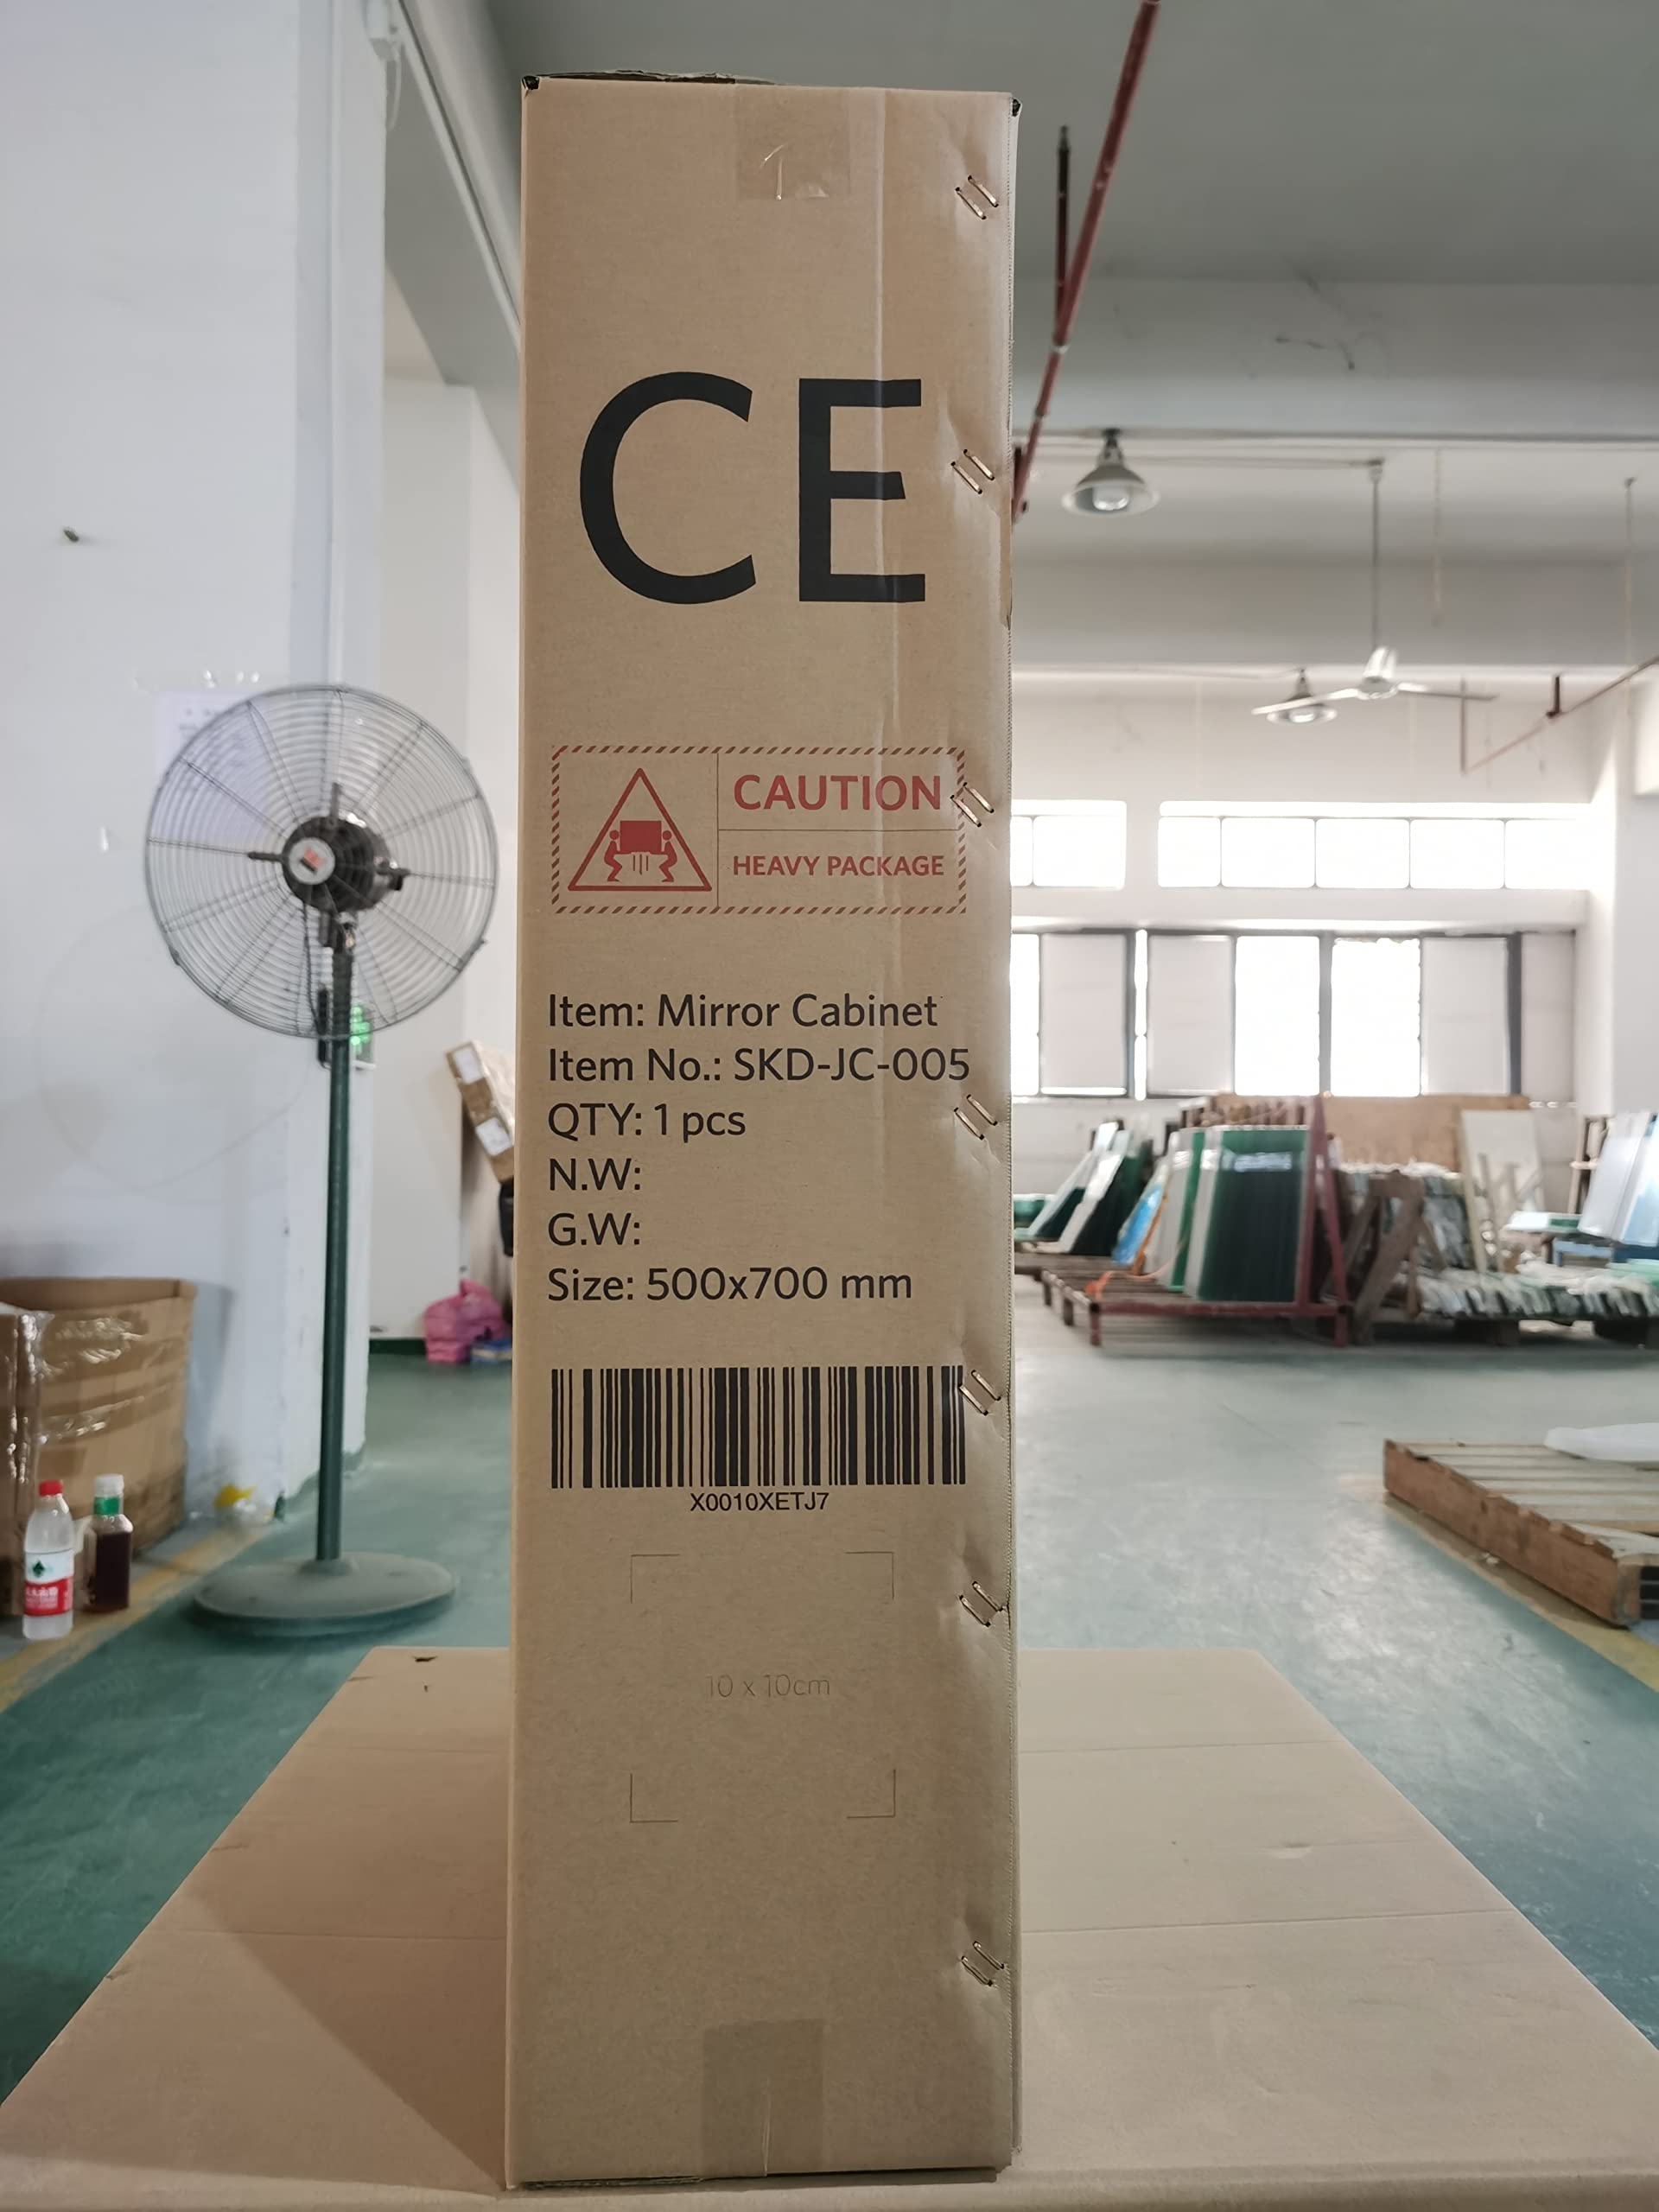 CE
CAUTION
HEAVY PACKAGE
Item: Mirror Cabinet
Item No.: SKD-JC-005
QTY: 1 pcs
N.W:
G.W:
Size: 500x700 mm
X0010XETJ7
10 x 10cm